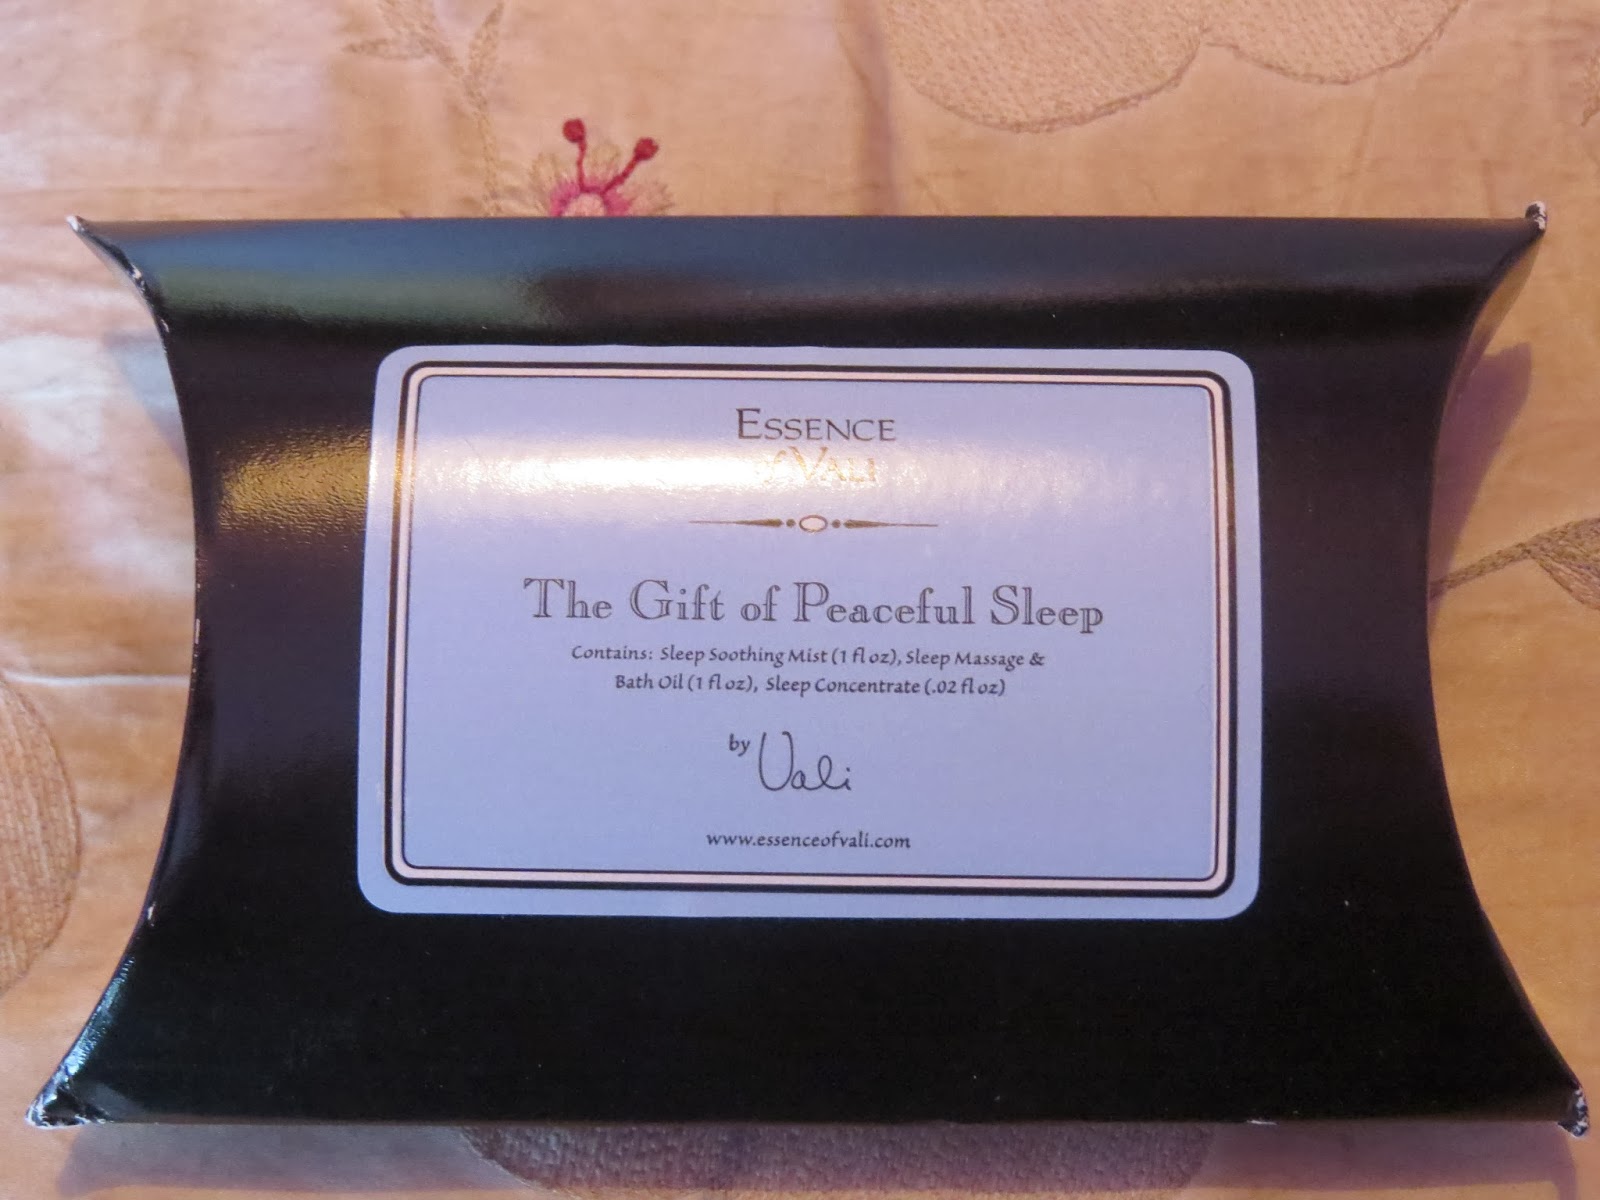 ESSENCE
of VALI
The Gift of Peaceful Sleep
Contains: Sleep Soothing Mist (1 fl oz), Sleep Massage &
Bath Oil (1 fl oz), Sleep Concentrate (.02 fl oz)
by Vali
www.essenceofvali.com